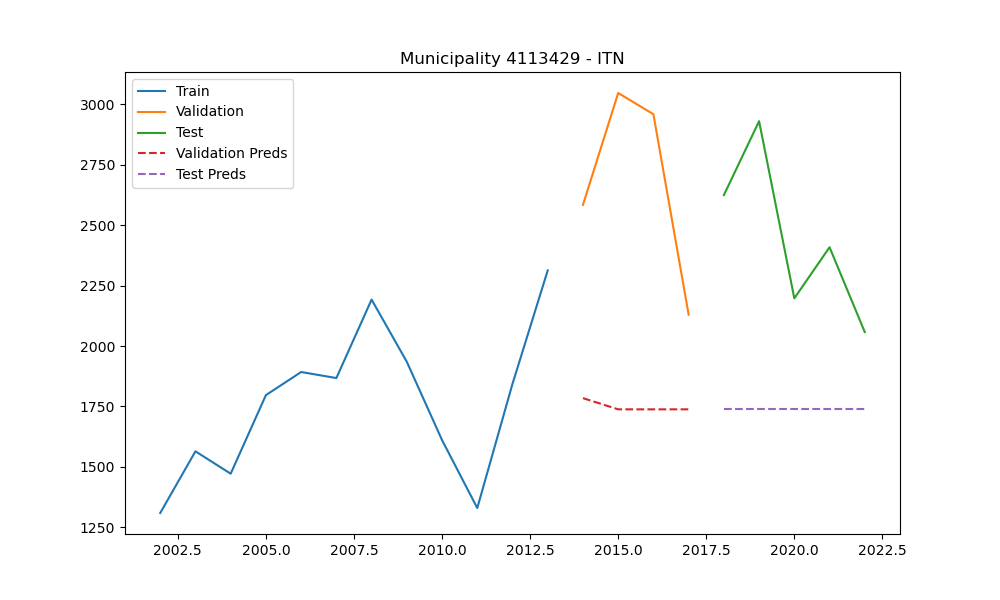 Municipality 4113429 - ITN
Train
Validation
Test
Validation Preds
Test Preds
3000
2750
2500
2250
2000
1750
1500
1250
2002.5 2005.0 2007.5 2010.0 2012.5 2015.0 2017.5 2020.0 2022.5